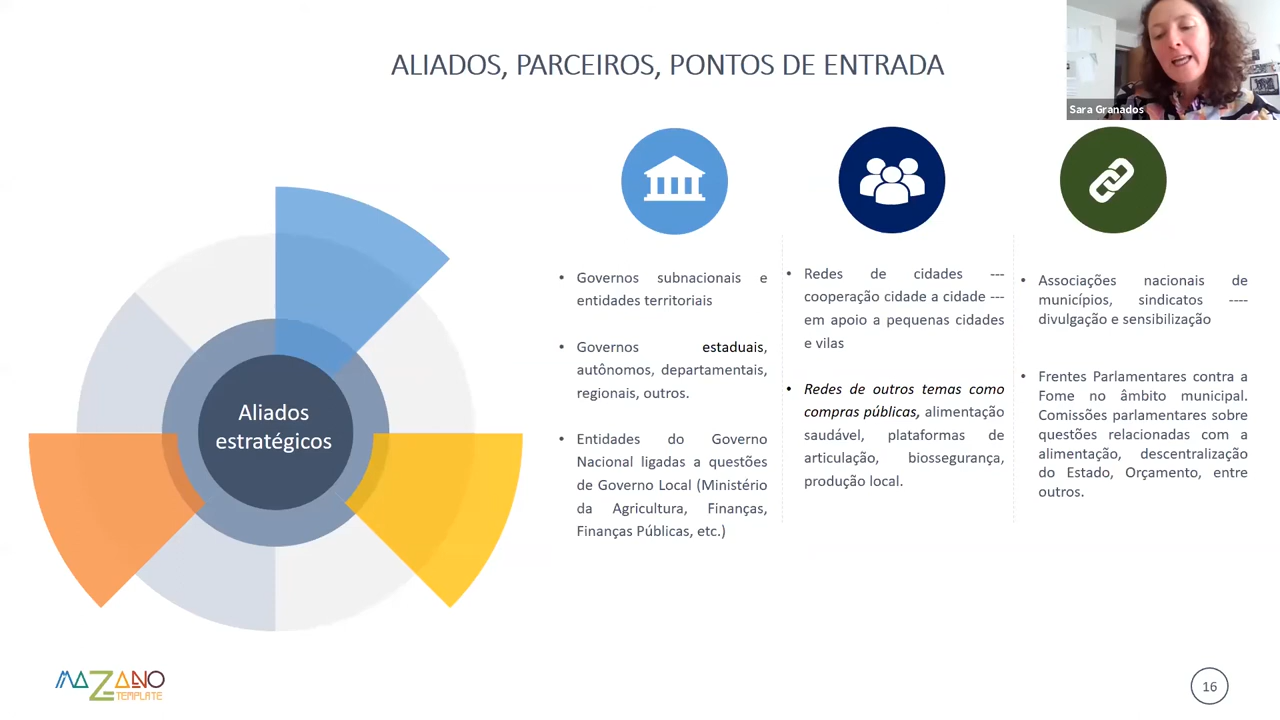 ALIADOS, PARCEIROS, PONTOS DE ENTRADA
Sara Granados
Aliados
estratégicos
• Governos subnacionais e
entidades territoriais
• Governos estaduais,
autônomos, departamentais,
regionais, outros.
• Entidades do Governo
Nacional ligadas a questões
de Governo Local (Ministério
da Agricultura, Finanças,
Finanças Públicas, etc.)
• Redes de cidades ---
cooperação cidade a cidade ---
em apoio a pequenas cidades
e vilas
• Redes de outros temas como
compras públicas, alimentação
saudável, plataformas de
articulação, biossegurança,
produção local.
• Associações nacionais de
municípios, sindicatos ----
divulgação e sensibilização
• Frentes Parlamentares contra a
Fome no âmbito municipal.
Comissões parlamentares sobre
questões relacionadas com a
alimentação, descentralização
do Estado, Orçamento, entre
outros.
MAZZANO
TEMPLATE
16